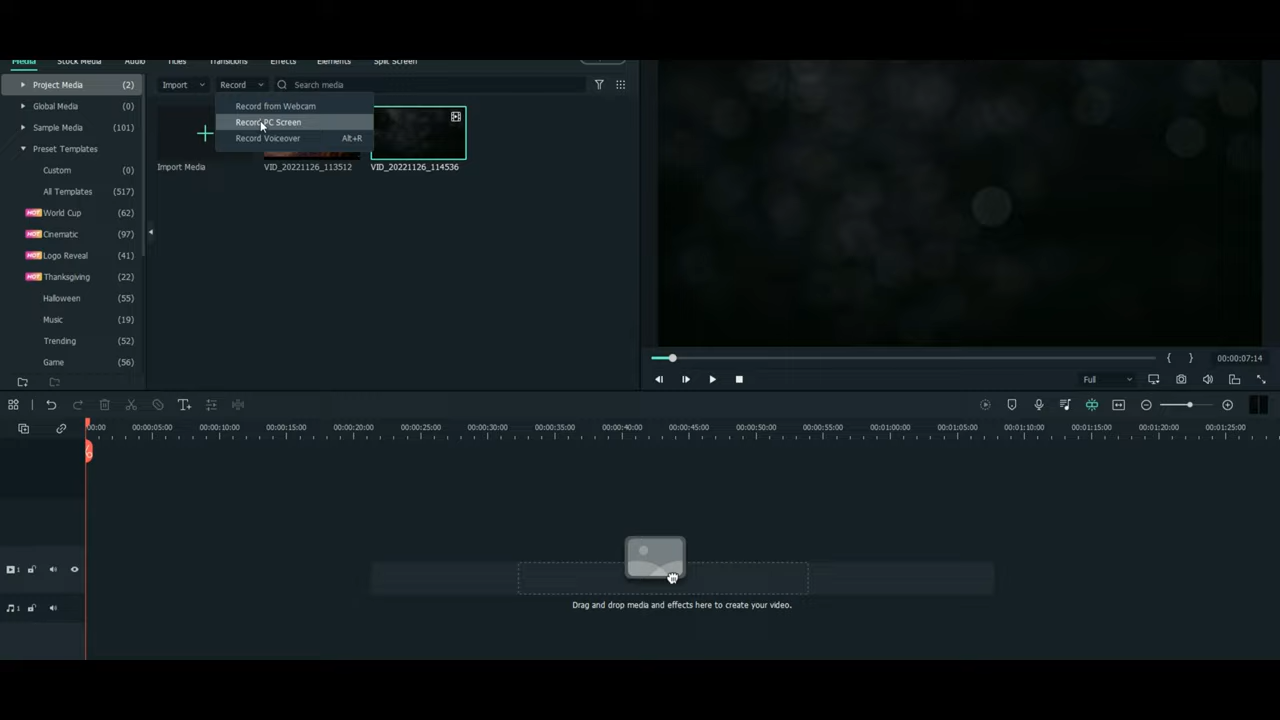 Media Stock Media Audio Titles Transitions Effects Elements Split Screen
Project Media (2)
Import Record Search media
Global Media (0)
Sample Media (101)
Preset Templates
Custom (0)
All Templates (517)
HOT World Cup (62)
HOT Cinematic (97)
HOT Logo Reveal (41)
HOT Thanksgiving (22)
Halloween (55)
Music (19)
Trending (52)
Game (56)
Record from Webcam
Record PC Screen
Record Voiceover Alt+R
Import Media
VID_20221126_113512
VID_20221126_114536
{ } 00:00:07:14
Full
00:00 00:00:05:00 00:00:10:00 00:00:15:00 00:00:20:00 00:00:25:00 00:00:30:00 00:00:35:00 00:00:40:00 00:00:45:00 00:00:50:00 00:00:55:00 00:01:00:00 00:01:05:00 00:01:10:00 00:01:15:00 00:01:20:00 00:01:25:00
1
Drag and drop media and effects here to create your video.
1